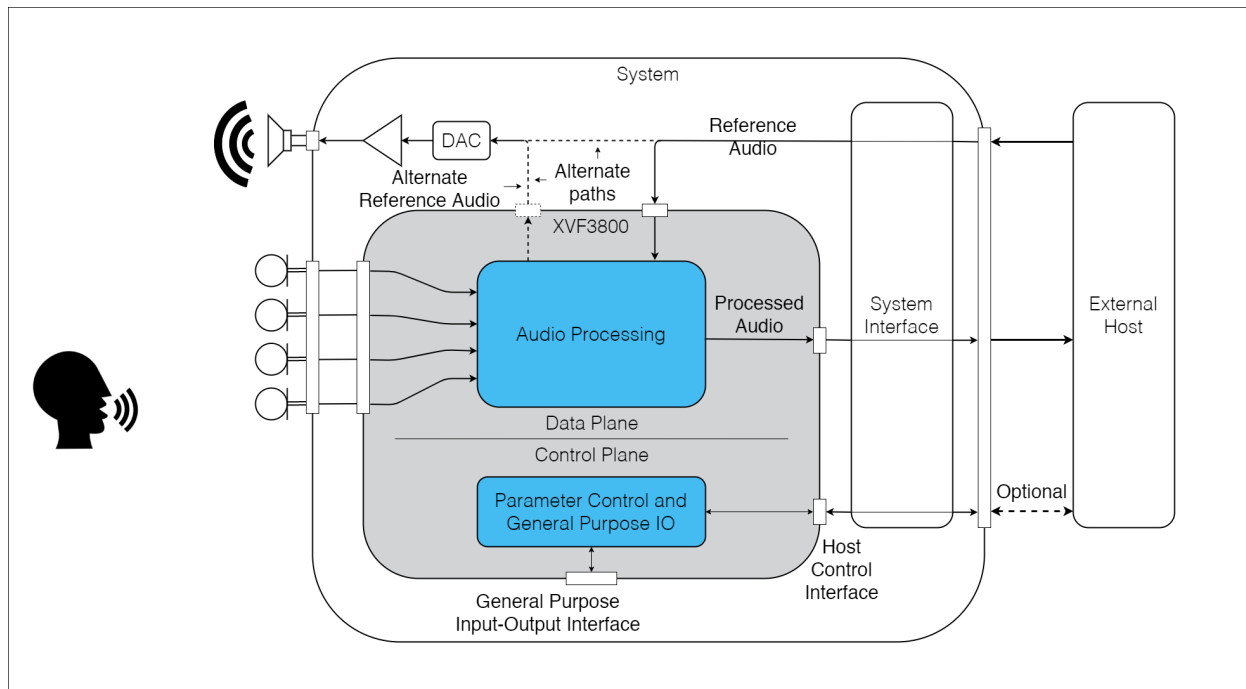 System
DAC
Reference
Audio
Alternate
Reference Audio
Alternate
paths
XVF3800
Audio Processing
Processed
Audio
System
Interface
External
Host
Data Plane
Control Plane
Parameter Control and
General Purpose IO
Optional
Host
Control
Interface
General Purpose
Input-Output Interface